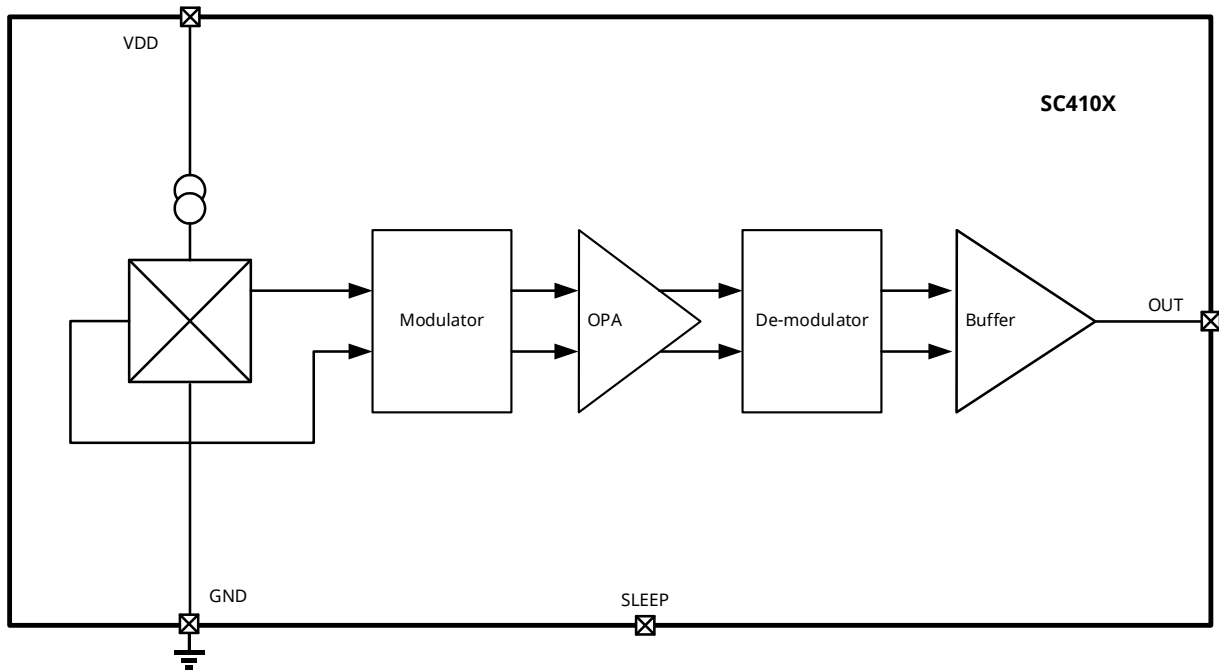 VDD
SC410X
Modulator
OPA
De-modulator
Buffer
OUT
GND
SLEEP